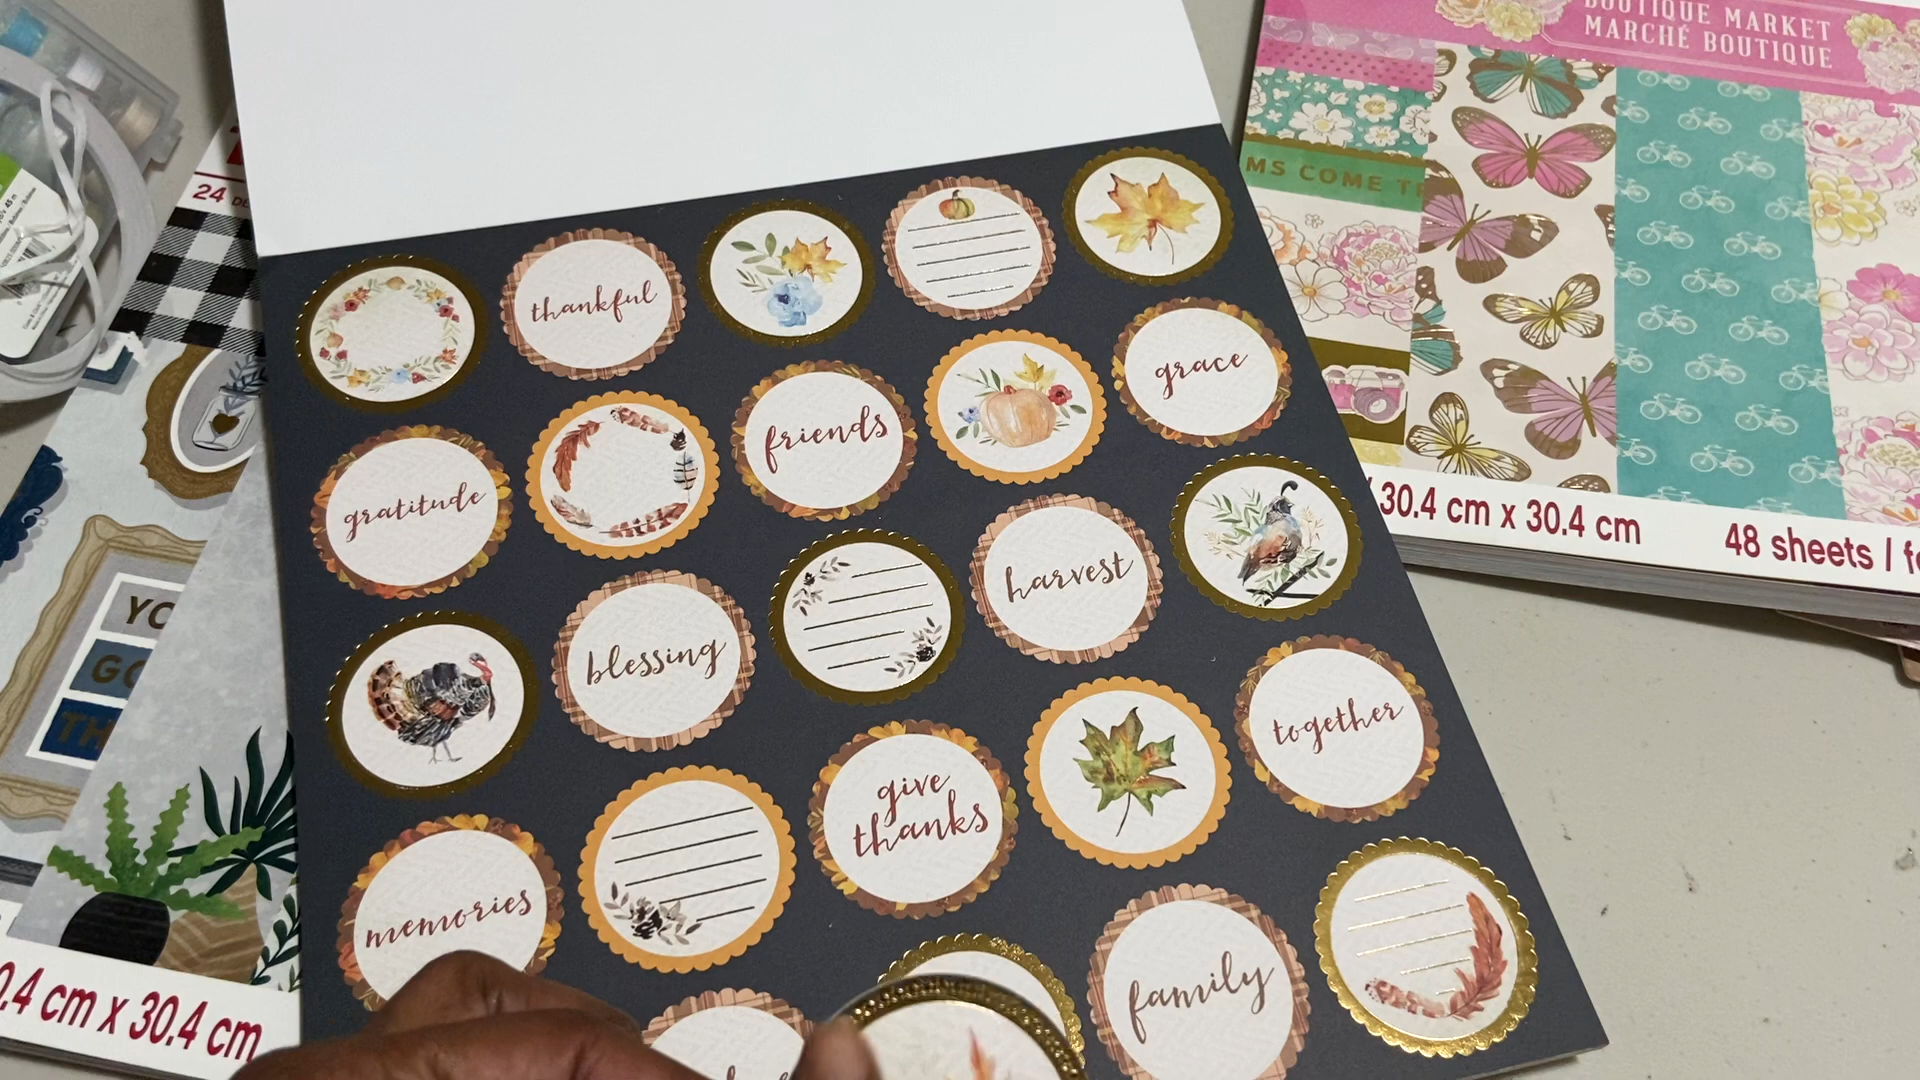 BOUTIQUE MARKET
MARCHÉ BOUTIQUE
24
MS COME
thankful
grace
friends
gratitude
harvest
blessing
together
give
thanks
memories
family
30.4 cm x 30.4 cm
48 sheets /
YO
GO
TH
0.4 cm x 30.4 cm